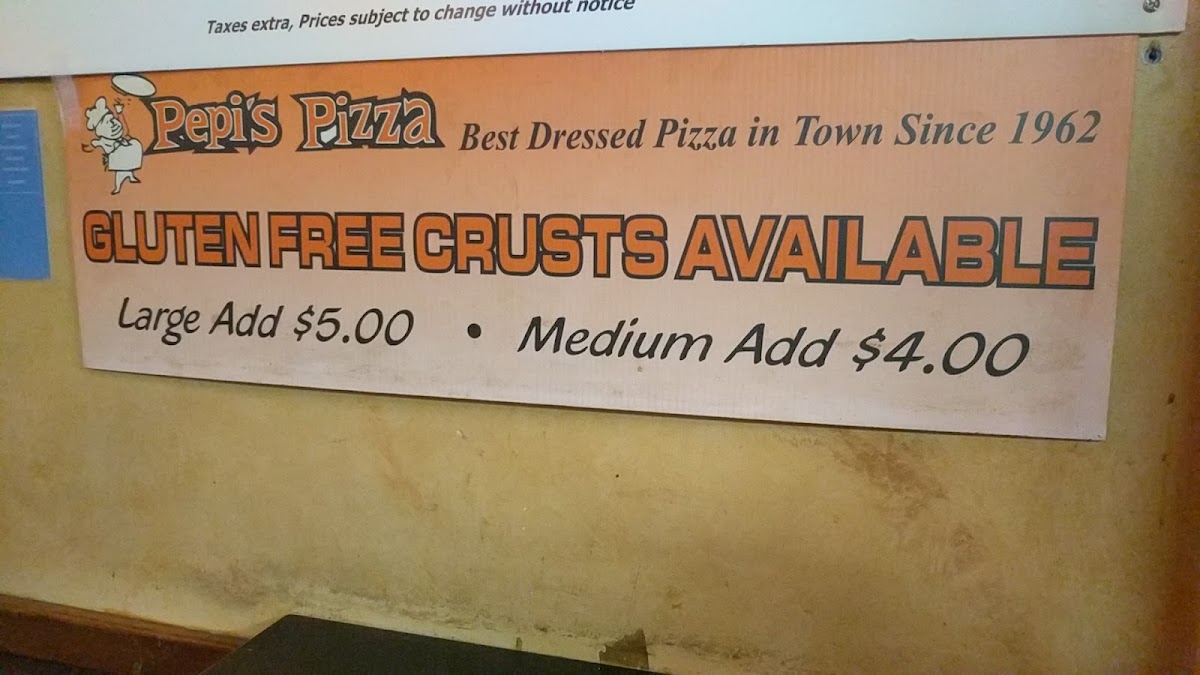 Taxes extra, Prices subject to change without notice
Pepi's Pizza Best Dressed Pizza in Town Since 1962
GLUTEN FREE CRUSTS AVAILABLE
Large Add $5.00 • Medium Add $4.00